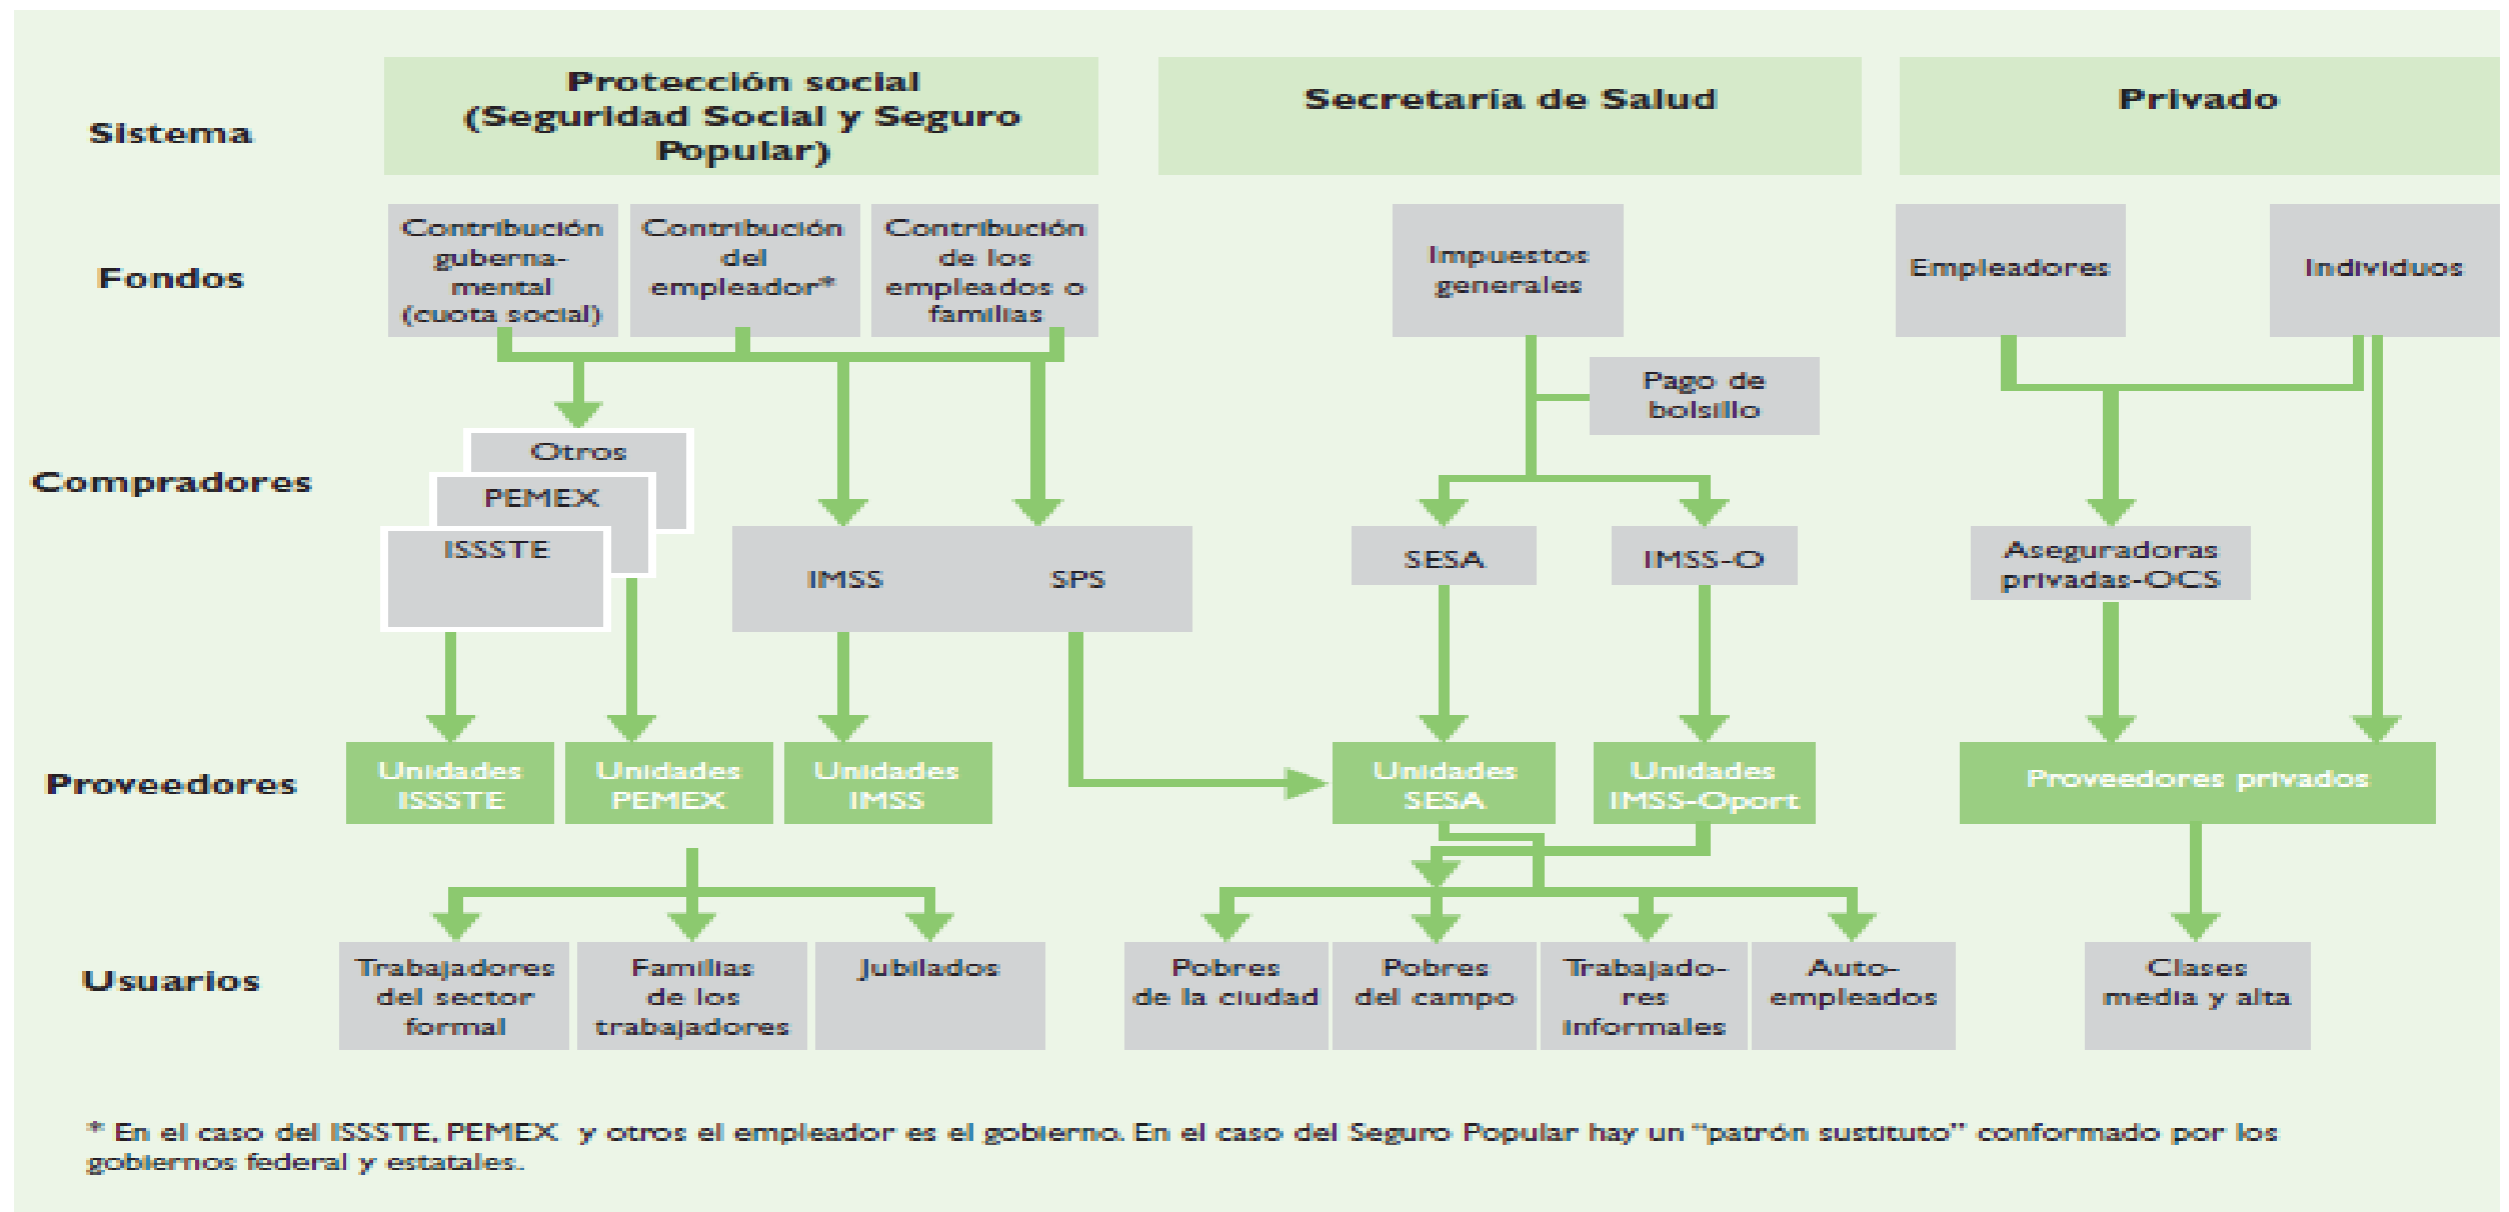 Sistema
Protección social
(Seguridad Social y Seguro
Popular)
Secretaría de Salud
Privado
Fondos
Contribución
guberna-
mental
(cuota social)
Contribución
del
empleador*
Contribución
de los
empleados o
familias
Impuestos
generales
Empleadores
Individuos
Pago de
bolsillo
Compradores
Otros
PEMEX
ISSSTE
IMSS
SPS
SESA
IMSS-O
Aseguradoras
privadas-OCS
Proveedores
Unidades
ISSSTE
Unidades
PEMEX
Unidades
IMSS
Unidades
SESA
Unidades
IMSS-Oport
Proveedores privados
Usuarios
Trabajadores
del sector
formal
Familias
de los
trabajadores
Jubilados
Pobres
de la ciudad
Pobres
del campo
Trabajado-
res
informales
Auto-
empleados
Clases
media y alta
* En el caso del ISSSTE, PEMEX y otros el empleador es el gobierno. En el caso del Seguro Popular hay un “patrón sustituto” conformado por los
gobiernos federal y estatales.